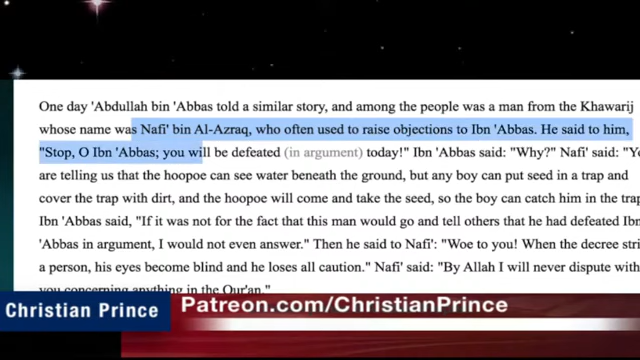 One day 'Abdullah bin 'Abbas told a similar story, and among the people was a man from the Khawarij
whose name was Nafi' bin Al-Azraq, who often used to raise objections to Ibn 'Abbas. He said to him,
"Stop, O Ibn 'Abbas; you will be defeated (in argument) today!" Ibn 'Abbas said: "Why?" Nafi' said:
are telling us that the hoopoe can see water beneath the ground, but any boy can put seed in a trap and
cover the trap with dirt, and the hoopoe will come and take the seed, so the boy can catch him in the
Ibn 'Abbas said, "If it was not for the fact that this man would go and tell others that he had defeated Ibn
'Abbas in argument, I would not even answer." Then he said to Nafi': "Woe to you! When the decree
a person, his eyes become blind and he loses all caution." Nafi' said: "By Allah I will never dispute with
you concerning anything in the Qur'an."
Christian Prince
Patreon.com/ChristianPrince